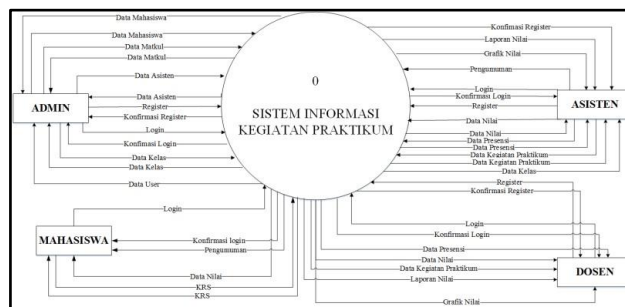 Data Mahasiswa
Data Mahasiswa
Data Matkul
Data Matkul
Data Asisten
Data Asisten
Register
Konfirmasi Register
Login
Konfimasi Login
Data Kelas
Data Kelas
Data User
ADMIN
0
SISTEM INFORMASI
KEGIATAN PRAKTIKUM
Konfimasi Register
Laporan Nilai
Grafik Nilai
Pengumuman
Login
Konfirmasi Login
Register
Data Nilai
Data Nilai
Data Presensi
Data Presensi
Data Kegiatan Praktikum
Data Kegiatan Praktikum
Data Kelas
ASISTEN
Login
MAHASISWA
Konfirmasi login
Pengumuman
Data Nilai
KRS
KRS
Register
Konfirmasi Register
Login
Konfirmasi Login
Data Presensi
Data Nilai
Data Kegiatan Praktikum
Laporan Nilai
Grafik Nilai
DOSEN